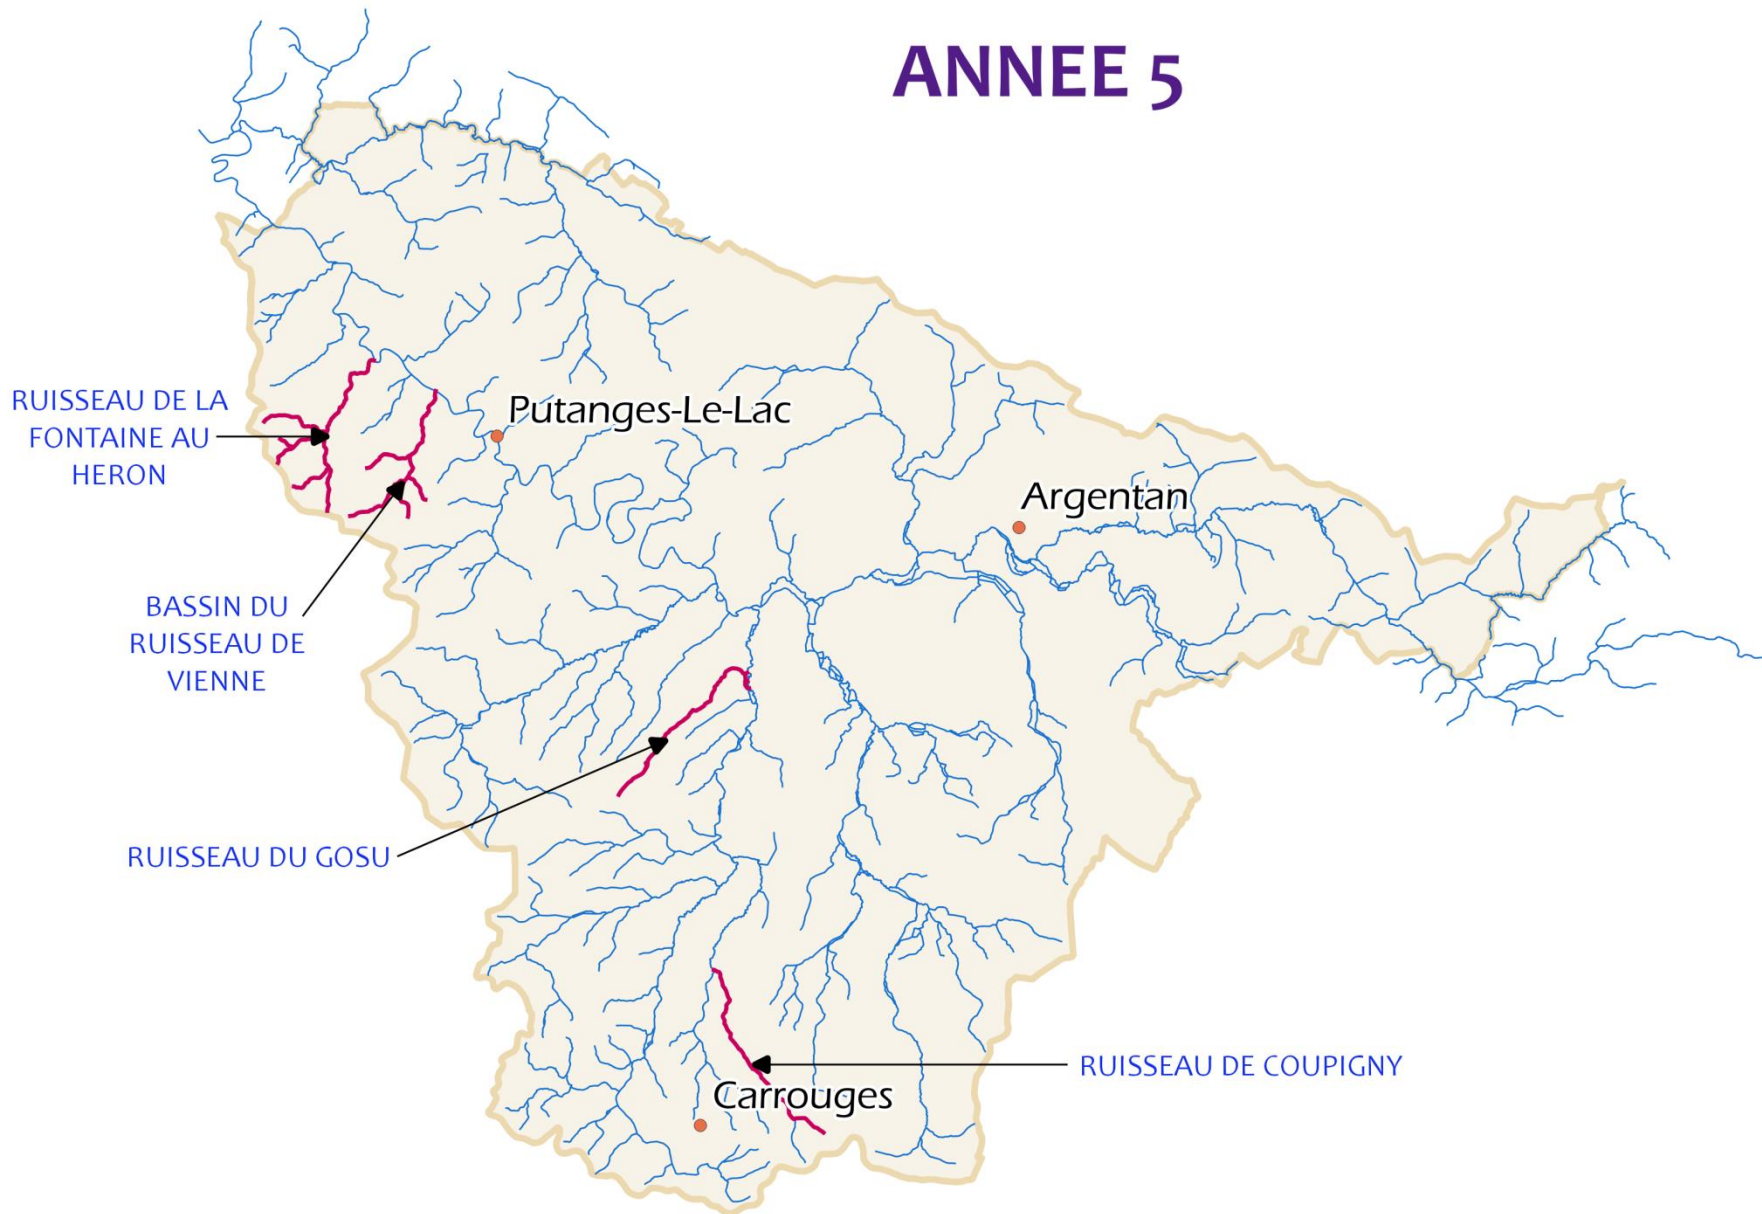 ANNEE 5
RUISSEAU DE LA
FONTAINE AU
HERON
Putanges-Le-Lac
Argentan
BASSIN DU
RUISSEAU DE
VIENNE
RUISSEAU DU GOSU
RUISSEAU DE COUPIGNY
Carrouges